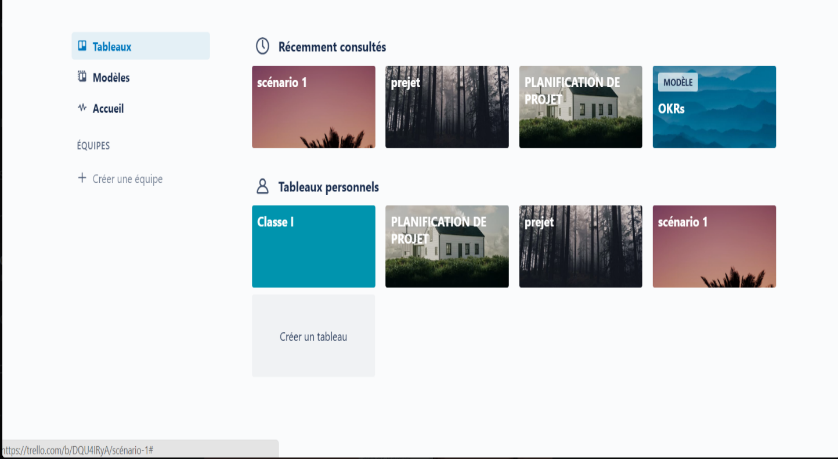 Tableaux
Modèles
Accueil
ÉQUIPES
+ Créer une équipe
Récemment consultés
scénario 1
prejet
PLANIFICATION DE
PROJET
MODÈLE
OKRs
Tableaux personnels
Classe I
PLANIFICATION DE
PROJET
prejet
scénario 1
Créer un tableau
https://trello.com/b/DQU4lRyA/scénario-1#